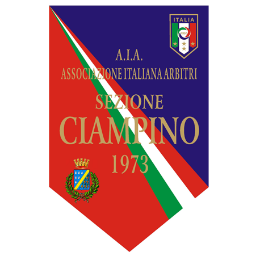 ITALIA
A.I.A.
ASSOCIAZIONE ITALIANA ARBITRI
SEZIONE
CIAMPINO
1973